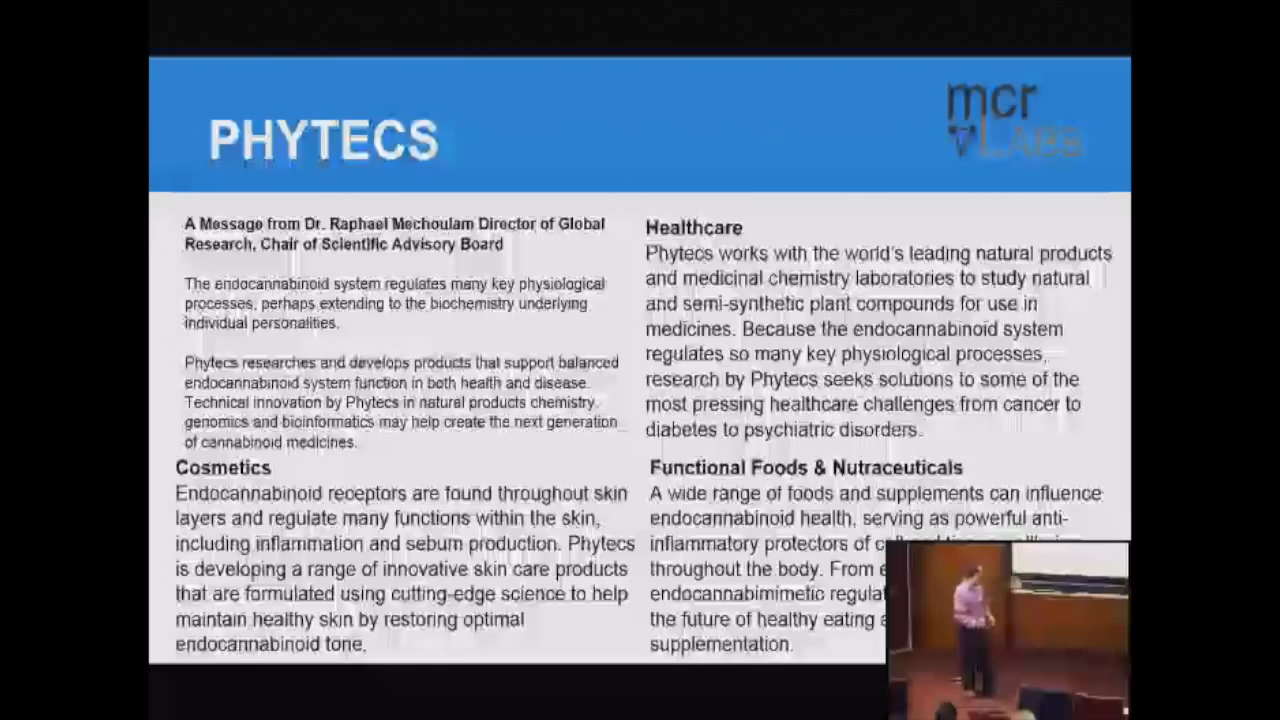 PHYTECS
mcr
LABS
A Message from Dr. Raphael Mechoulam Director of Global
Research, Chair of Scientific Advisory Board
The endocannabinoid system regulates many key physiological
processes, perhaps extending to the biochemistry underlying
individual personalities.
Phytecs researches and develops products that support balanced
endocannabinoid system function in both health and disease.
Technical innovation by Phytecs in natural products chemistry,
genomics and bioinformatics may help create the next generation
of cannabinoid medicines.
Cosmetics
Endocannabinoid receptors are found throughout skin
layers and regulate many functions within the skin,
including inflammation and sebum production. Phytecs
is developing a range of innovative skin care products
that are formulated using cutting-edge science to help
maintain healthy skin by restoring optimal
endocannabinoid tone.
Healthcare
Phytecs works with the world's leading natural products
and medicinal chemistry laboratories to study natural
and semi-synthetic plant compounds for use in
medicines. Because the endocannabinoid system
regulates so many key physiological processes,
research by Phytecs seeks solutions to some of the
most pressing healthcare challenges from cancer to
diabetes to psychiatric disorders.
Functional Foods & Nutraceuticals
A wide range of foods and supplements can influence
endocannabinoid health, serving as powerful anti-
inflammatory protectors of
throughout the body. From
endocannabimimetic
the future of healthy eating
supplementation.